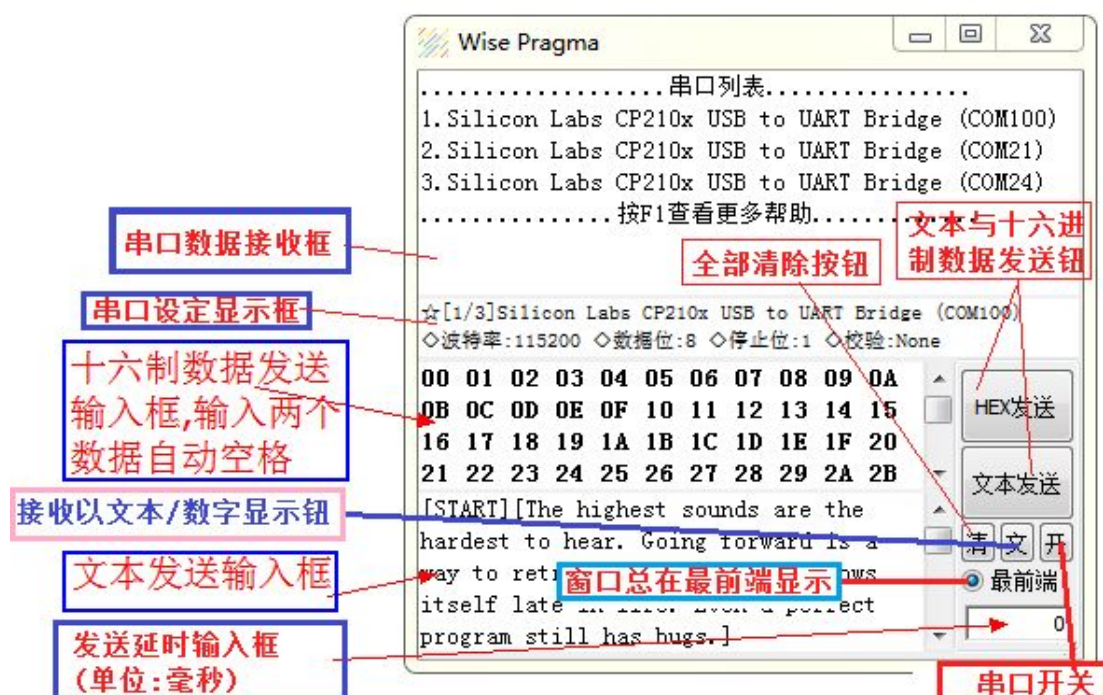 Wise Pragma
...................串口列表.................
1.Silicon Labs CP210x USB to UART Bridge (COM100)
2.Silicon Labs CP210x USB to UART Bridge (COM21)
3.Silicon Labs CP210x USB to UART Bridge (COM24)
...............按F1查看更多帮助...............
文本与十六进
制数据发送钮
串口数据接收框
全部清除按钮
串口设定显示框
☆[1/3]Silicon Labs CP210x USB to UART Bridge (COM100)
◇波特率:115200 ◇数据位:8 ◇停止位:1 ◇校验:None
十六制数据发送
输入框,输入两个
数据自动空格
00 01 02 03 04 05 06 07 08 09 0A
0B 0C 0D 0E 0F 10 11 12 13 14 15
16 17 18 19 1A 1B 1C 1D 1E 1F 20
21 22 23 24 25 26 27 28 29 2A 2B
HEX发送
文本发送
接收以文本/数字显示钮
[START][The highest sounds are the
hardest to hear. Going forward is a
way to
itself late in life. Even a perfect
program still has bugs.]
清 文 开
文本发送输入框
窗口总在最前端显示
最前端
0
发送延时输入框
(单位:毫秒)
串口开关